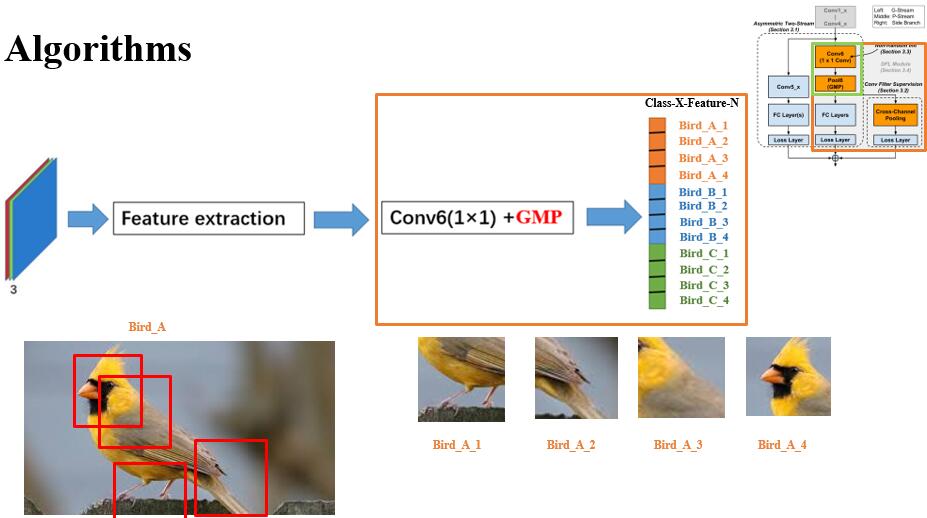 Algorithms
Conv1_x
Conv4_x
Left: G-Stream
Middle: P-Stream
Right: Side Branch
Asymmetric Two-Stream
(Section 3.1)
Conv6
(1 x 1 Conv)
(Section 3.3)
DFL Module
(Section 3.4)
Conv Filter Supervision
(Section 3.2)
Conv5_x
Pool6
(GMP)
FC Layer(s)
FC Layers
Cross-Channel
Pooling
Loss Layer
Loss Layer
Loss Layer
Class-X-Feature-N
Bird_A_1
Bird_A_2
Bird_A_3
Bird_A_4
Bird_B_1
Bird_B_2
Bird_B_3
Bird_B_4
Bird_C_1
Bird_C_2
Bird_C_3
Bird_C_4
Feature extraction
Conv6(1×1) +GMP
3
Bird_A
Bird_A_1
Bird_A_2
Bird_A_3
Bird_A_4